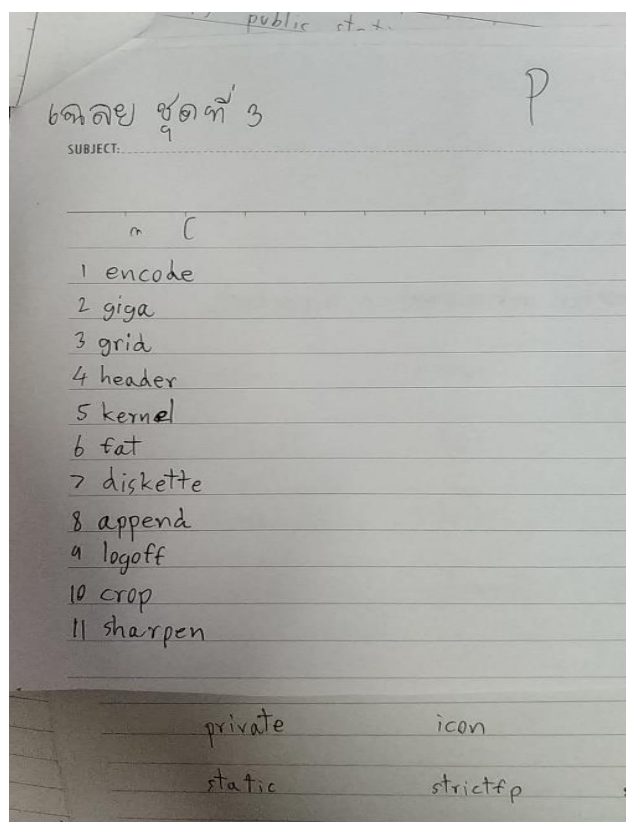 public
เฉลย ชุดที่ 3
P
SUBJECT:
1 encode
2 giga
3 grid
4 header
5 kernel
6 fat
7 diskette
8 append
9 logoff
10 crop
11 sharpen
private icon
static strictfp